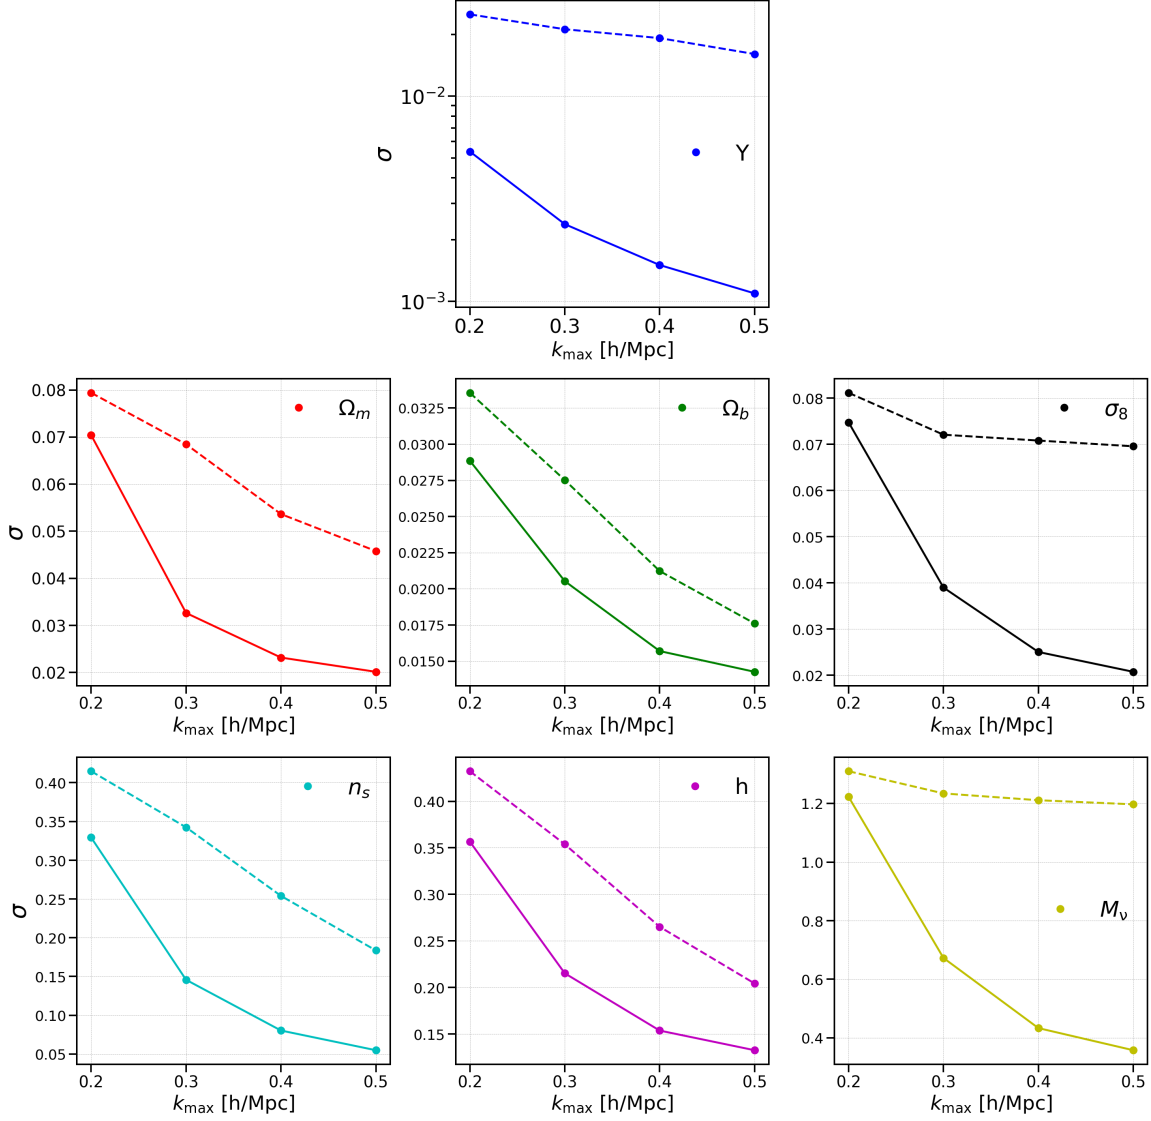 10⁻²
10⁻³
σ
Y
0.2 0.3 0.4 0.5
k_max [h/Mpc]
0.08
0.07
0.06
0.05
0.04
0.03
0.02
σ
Ω_m
0.2 0.3 0.4 0.5
k_max [h/Mpc]
0.0325
0.0300
0.0275
0.0250
0.0225
0.0200
0.0175
0.0150
Ω_b
0.2 0.3 0.4 0.5
k_max [h/Mpc]
0.08
0.07
0.06
0.05
0.04
0.03
0.02
σ₈
0.2 0.3 0.4 0.5
k_max [h/Mpc]
0.40
0.35
0.30
0.25
0.20
0.15
0.10
0.05
σ
n_s
0.2 0.3 0.4 0.5
k_max [h/Mpc]
0.40
0.35
0.30
0.25
0.20
0.15
h
0.2 0.3 0.4 0.5
k_max [h/Mpc]
1.2
1.0
0.8
0.6
0.4
M_ν
0.2 0.3 0.4 0.5
k_max [h/Mpc]